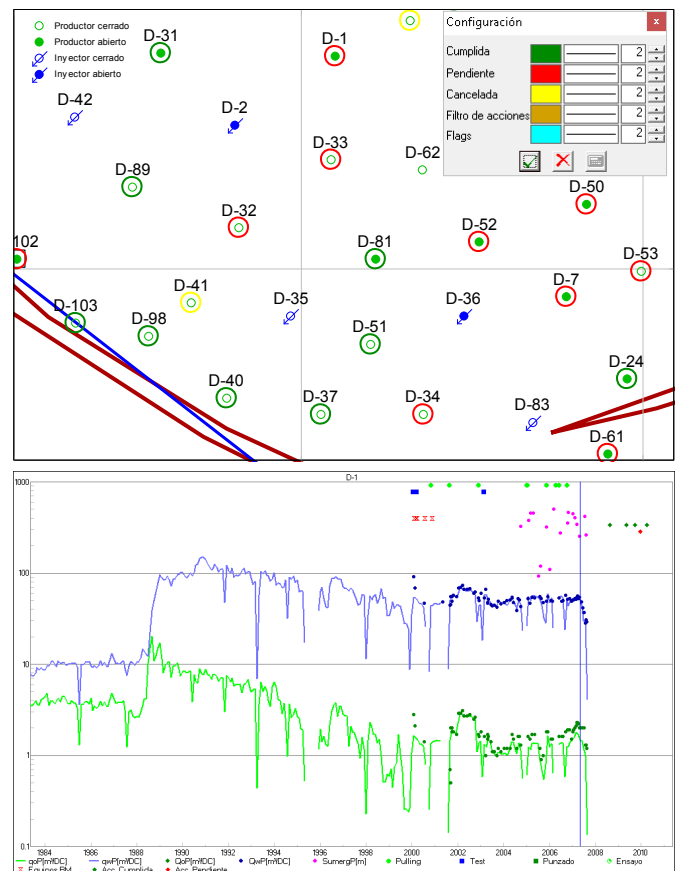 Productor cerrado
Productor abierto
Inyector cerrado
Inyector abierto
Configuración
x
Cumplida 2
Pendiente 2
Cancelada 2
Filtro de acciones 2
Flags 2
D-31
D-1
D-42
D-2
D-33
D-62
D-89
D-50
D-32
D-52
102
D-81
D-53
D-41
D-35
D-36
D-7
D-103
D-98
D-51
D-24
D-40
D-37
D-34
D-83
D-61
D-1
1000
100
10
1
0.1
1984 1986 1988 1990 1992 1994 1996 1998 2000 2002 2004 2006 2008 2010
qoP[m³/DC] qwP[m³/DC] QoP[m³/DC] QwP[m³/DC] SumergP[m] Pulling Test Punzado Ensayo
Equipos BM Acc. Cumplida Acc. Pendiente